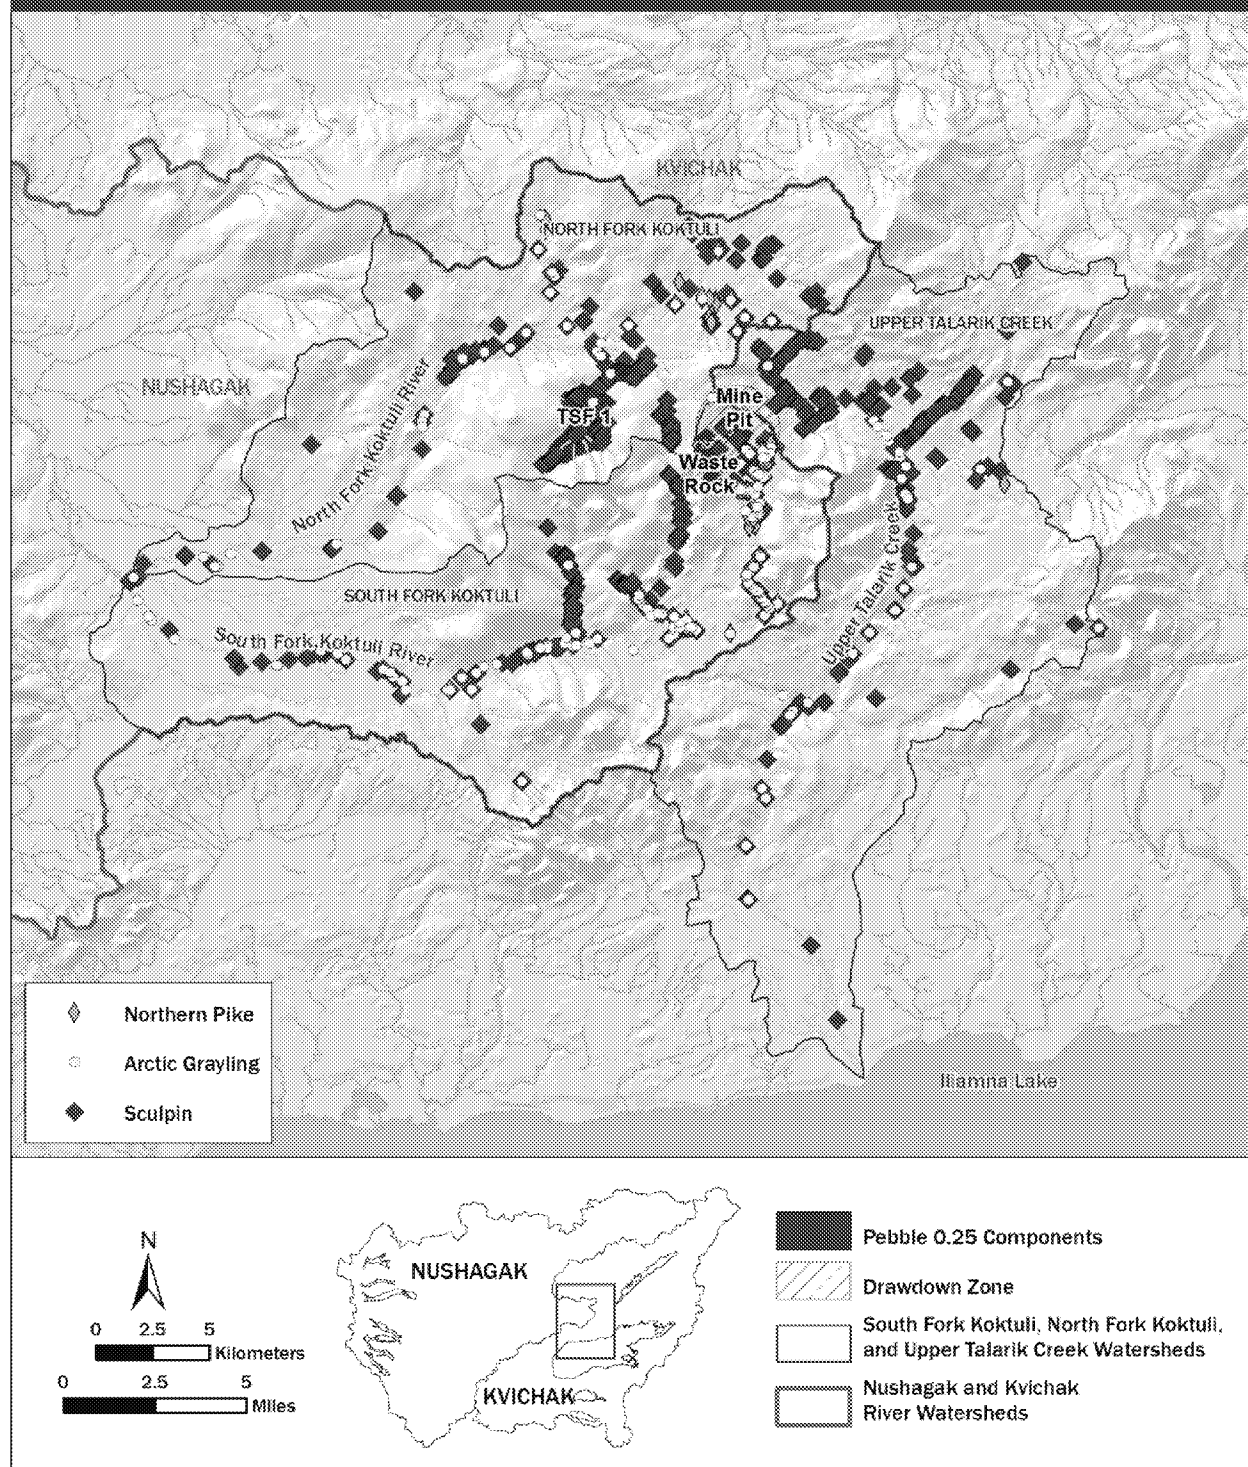 KVICHAK
NORTH FORK KOKTULI
UPPER TALARIK CREEK
NUSHAGAK
North Fork Koktuli River
TSF 1
Mine
Pit
Waste
Rock
Upper Talarik Creek
SOUTH FORK KOKTULI
South Fork Koktuli River
Northern Pike
Arctic Grayling
Sculpin
Iliamna Lake
N
0 2.5 5
Kilometers
0 2.5 5
Miles
NUSHAGAK
KVICHAK
Pebble 0.25 Components
Drawdown Zone
South Fork Koktuli, North Fork Koktuli,
and Upper Talarik Creek Watersheds
Nushagak and Kvichak
River Watersheds